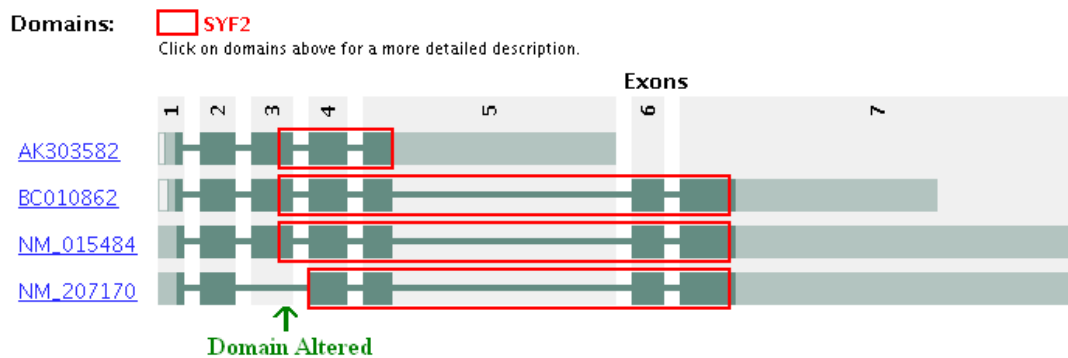 Domains: SYF2
Click on domains above for a more detailed description.
Exons
1 2 3 4 5 6 7
AK303582
BC010862
NM_015484
NM_207170
Domain Altered